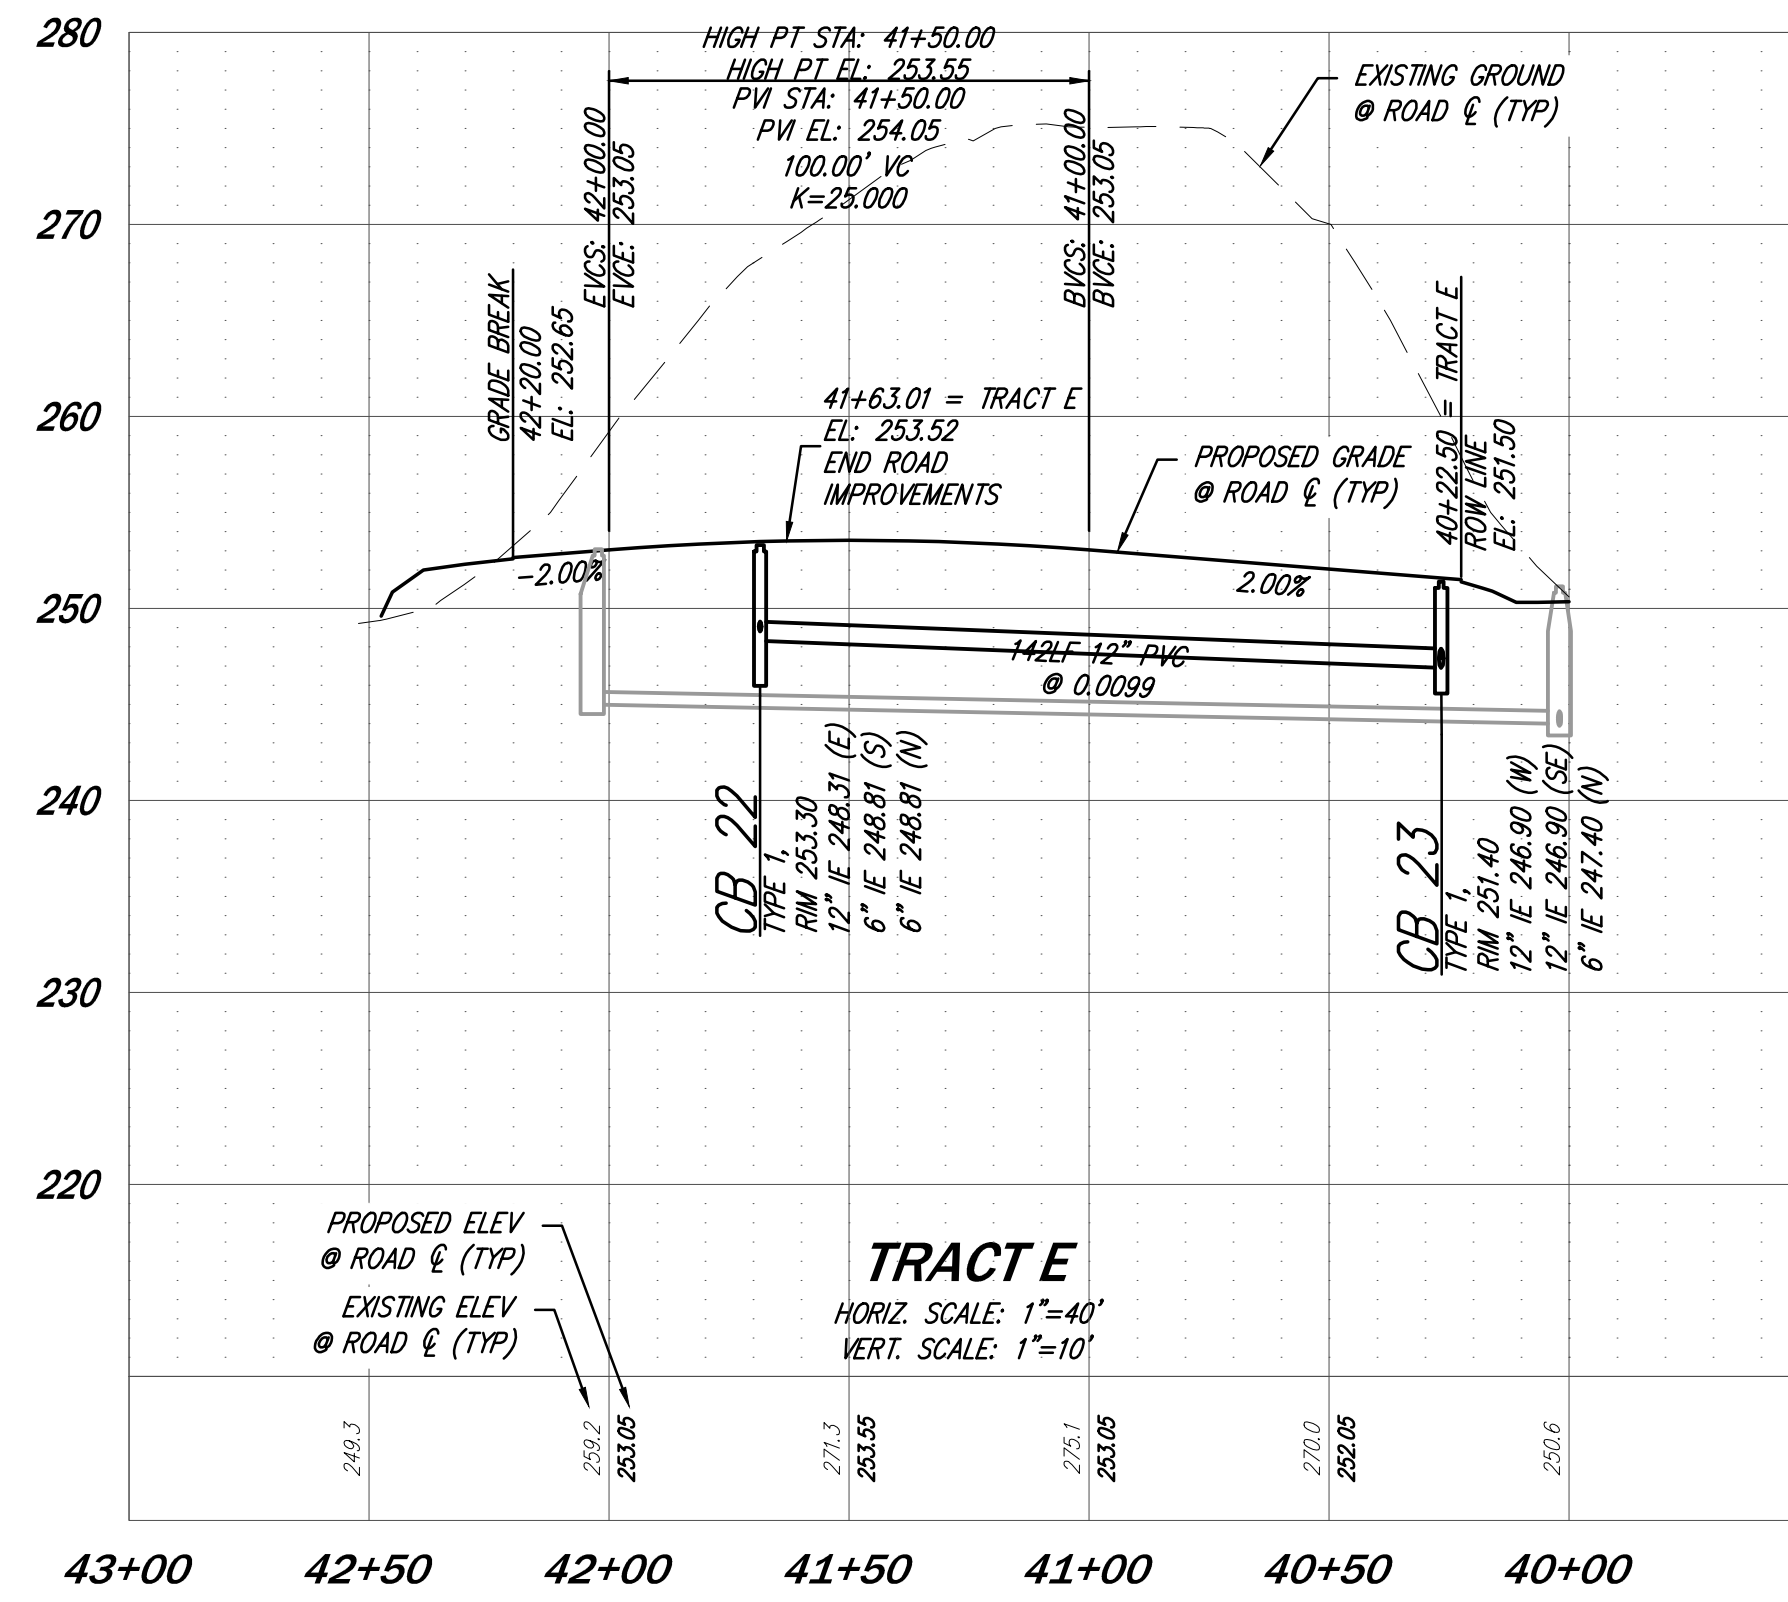 280
270
260
250
240
230
220
HIGH PT STA: 41+50.00
HIGH PT EL: 253.55
PVI STA: 41+50.00
PVI EL: 254.05
100.00' VC
K=25.000
EXISTING GROUND
@ ROAD ℄ (TYP)
GRADE BREAK
42+20.00
EL: 252.65
EVCS: 42+00.00
EVCE: 253.05
BVCS: 41+00.00
BVCE: 253.05
40+22.50 = TRACT E
ROW LINE
EL: 251.50
41+63.01 = TRACT E
EL: 253.52
END ROAD
IMPROVEMENTS
PROPOSED GRADE
@ ROAD ℄ (TYP)
-2.00%
2.00%
142LF 12" PVC
@ 0.0099
CB 22
TYPE 1,
RIM 253.30
12" IE 248.31 (E)
6" IE 248.81 (S)
6" IE 248.81 (N)
CB 23
TYPE 1,
RIM 251.40
12" IE 246.90 (W)
12" IE 246.90 (SE)
6" IE 247.40 (N)
PROPOSED ELEV
@ ROAD ℄ (TYP)
EXISTING ELEV
@ ROAD ℄ (TYP)
TRACT E
HORIZ. SCALE: 1"=40'
VERT. SCALE: 1"=10'
249.3
259.2
253.05
271.3
253.55
275.1
253.05
270.0
252.05
250.6
43+00
42+50
42+00
41+50
41+00
40+50
40+00